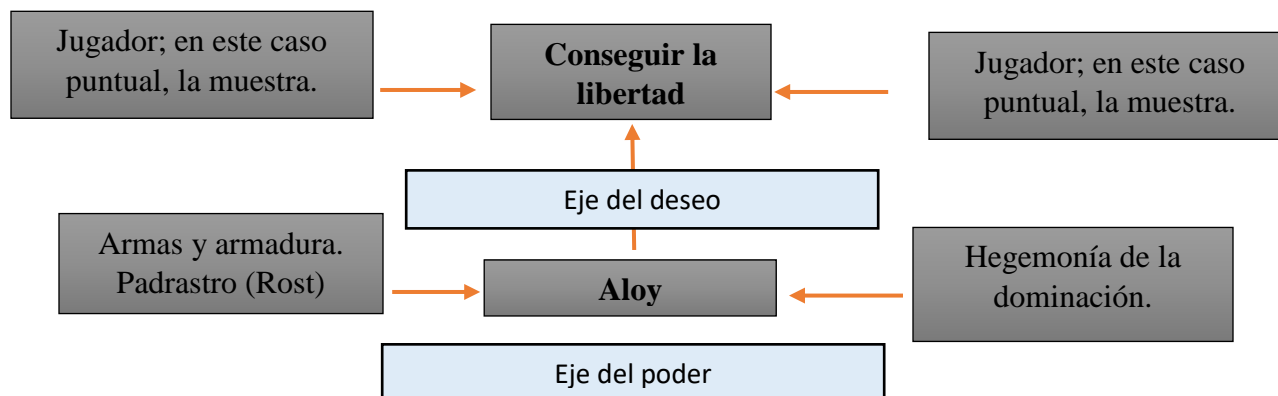 Jugador; en este caso
puntual, la muestra.
Conseguir la
libertad
Jugador; en este caso
puntual, la muestra.
Eje del deseo
Armas y armadura.
Padrastro (Rost)
Aloy
Hegemonía de la
dominación.
Eje del poder